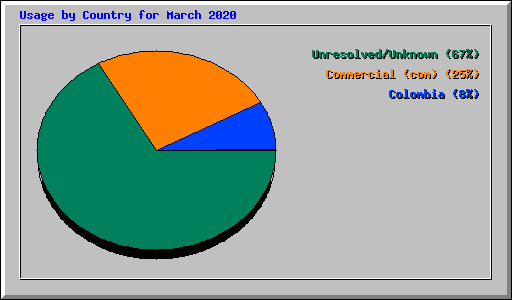 Usage by Country for March 2020
Unresolved/Unknown (67%)
Commercial (com) (25%)
Colombia (8%)